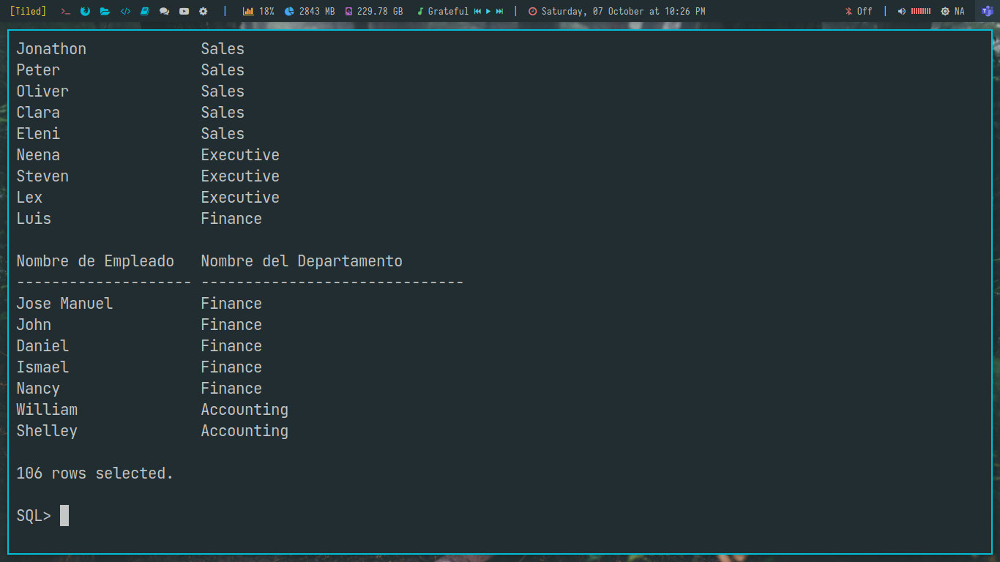 [Tiled] >_ </> | 18% 2843 MB 229.78 GB Grateful | Saturday, 07 October at 10:26 PM Off | NA
Jonathon Sales
Peter Sales
Oliver Sales
Clara Sales
Eleni Sales
Neena Executive
Steven Executive
Lex Executive
Luis Finance
Nombre de Empleado Nombre del Departamento
-------------------- ------------------------------
Jose Manuel Finance
John Finance
Daniel Finance
Ismael Finance
Nancy Finance
William Accounting
Shelley Accounting
106 rows selected.
SQL>